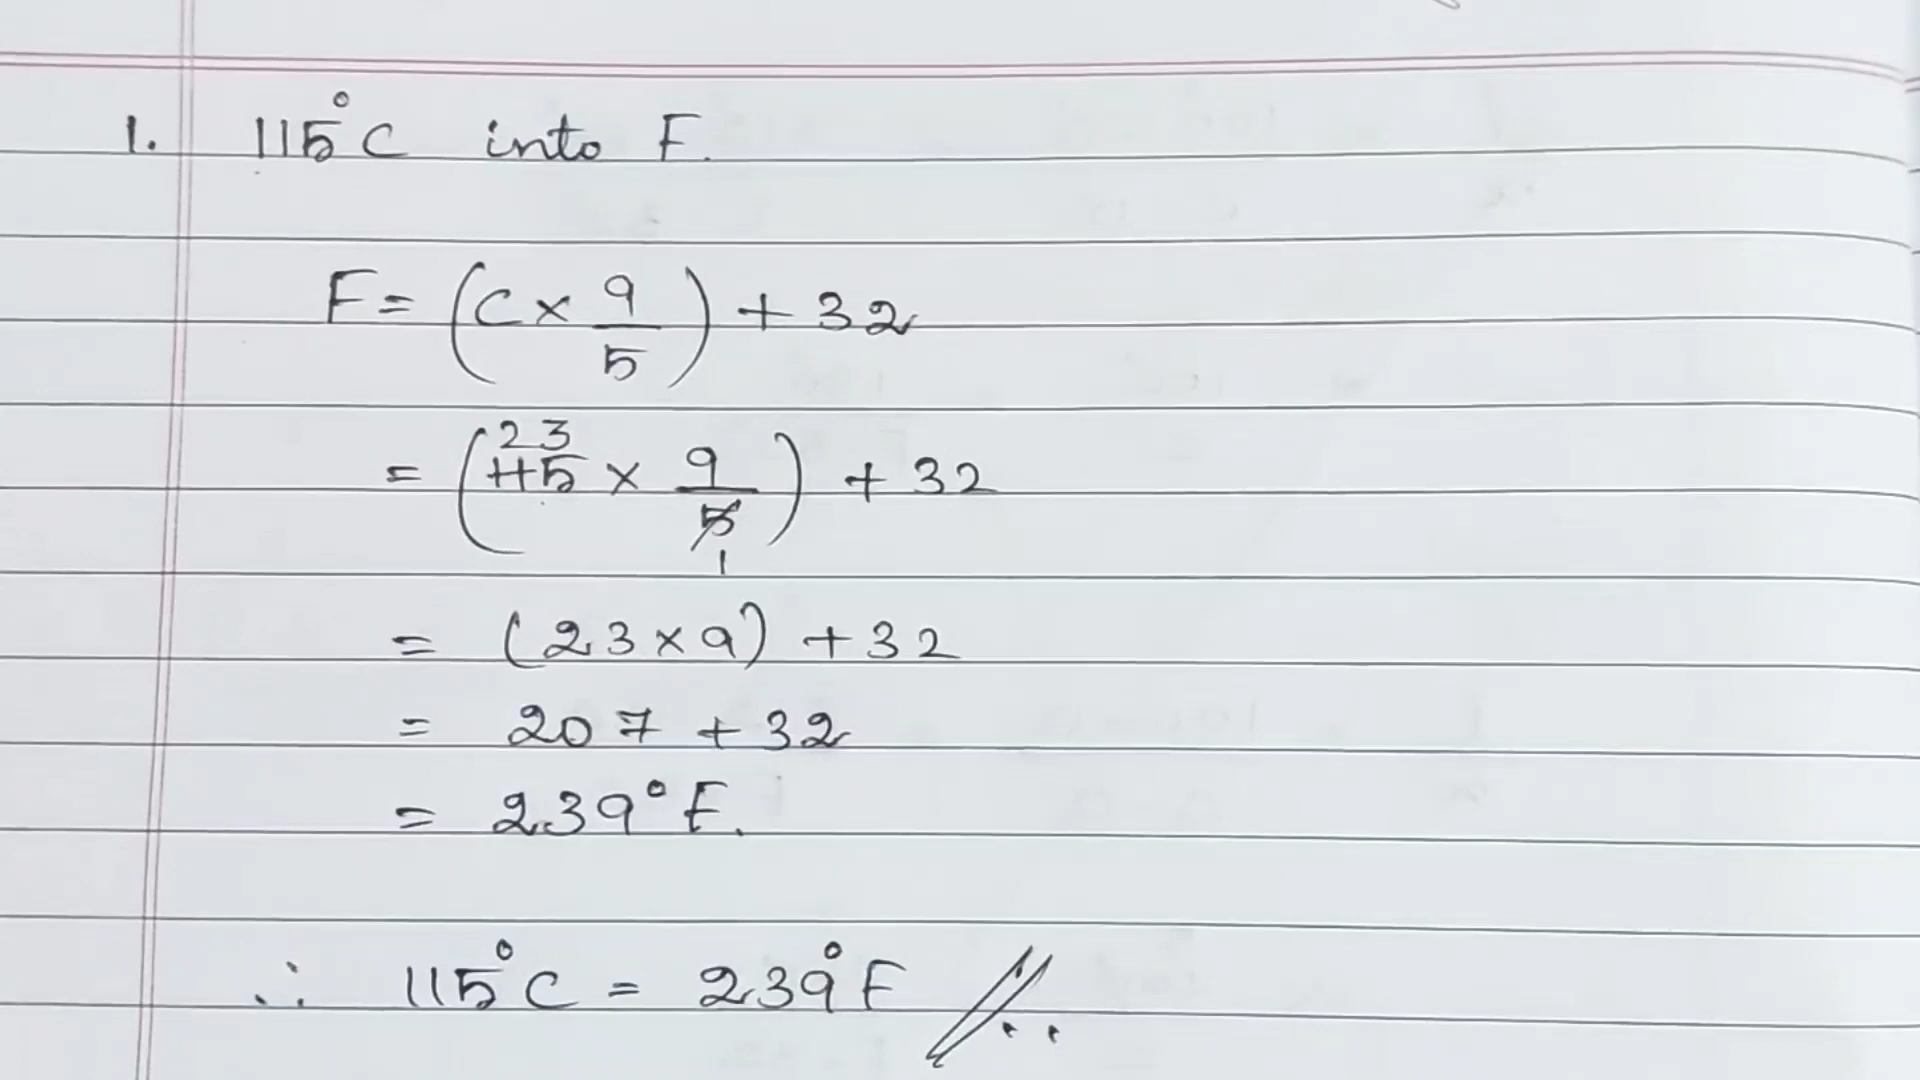 1. 115°C into F.
F = (C × 9/5) + 32
= (115 23 × 9/5 1) + 32
= (23 × 9) + 32
= 207 + 32
= 239°F.
∴ 115°C = 239°F //..